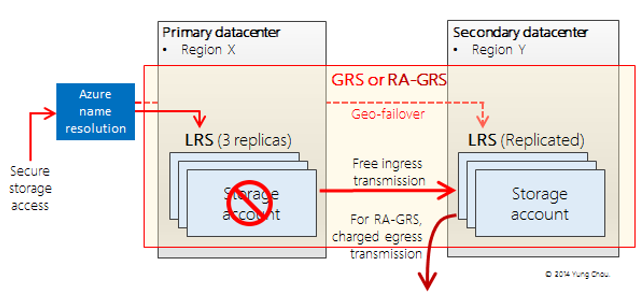 Primary datacenter
• Region X
Secondary datacenter
• Region Y
GRS or RA-GRS
Azure
name
resolution
Geo-failover
LRS (3 replicas)
LRS (Replicated)
Secure
storage
access
Free ingress
transmission
Storage
account
Storage
account
For RA-GRS,
charged egress
transmission
© 2014 Yung Chou.